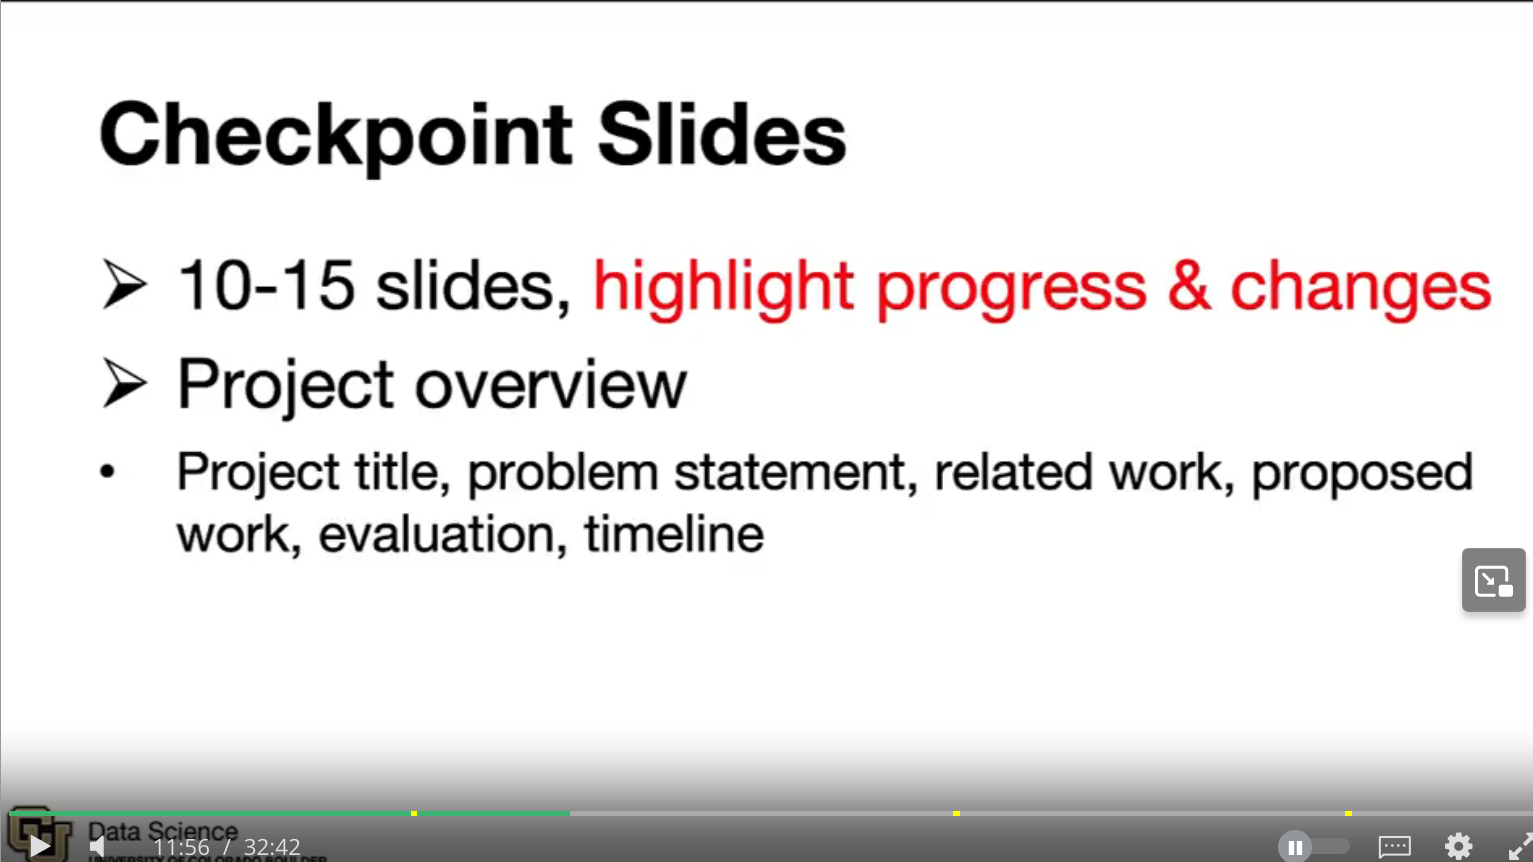 Checkpoint Slides
➢ 10-15 slides, highlight progress & changes
➢ Project overview
• Project title, problem statement, related work, proposed
work, evaluation, timeline
Data Science
UNIVERSITY OF COLORADO BOULDER
11:56 / 32:42